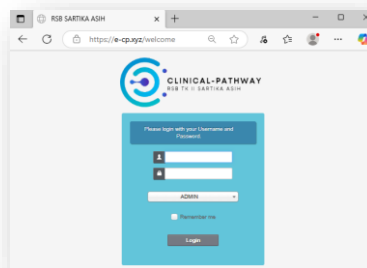 RSB SARTIKA ASIH
https://e-cp.xyz/welcome
CLINICAL-PATHWAY
RSB TK II SARTIKA ASIH
Please login with your Username and
Password
ADMIN
Remember me
Login